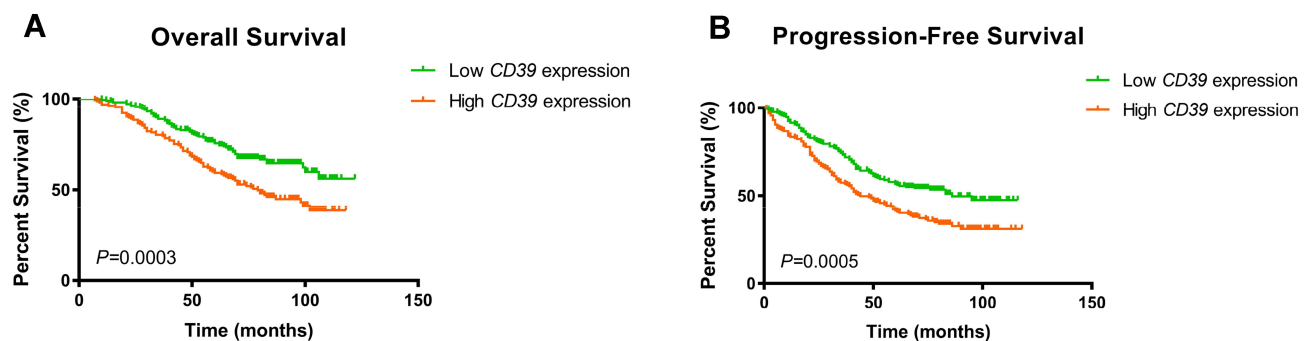 A
Overall Survival
Low CD39 expression
High CD39 expression
Percent Survival (%)
100
50
0
P=0.0003
0
50
100
150
Time (months)
B
Progression-Free Survival
Low CD39 expression
High CD39 expression
Percent Survival (%)
100
50
0
P=0.0005
0
50
100
150
Time (months)